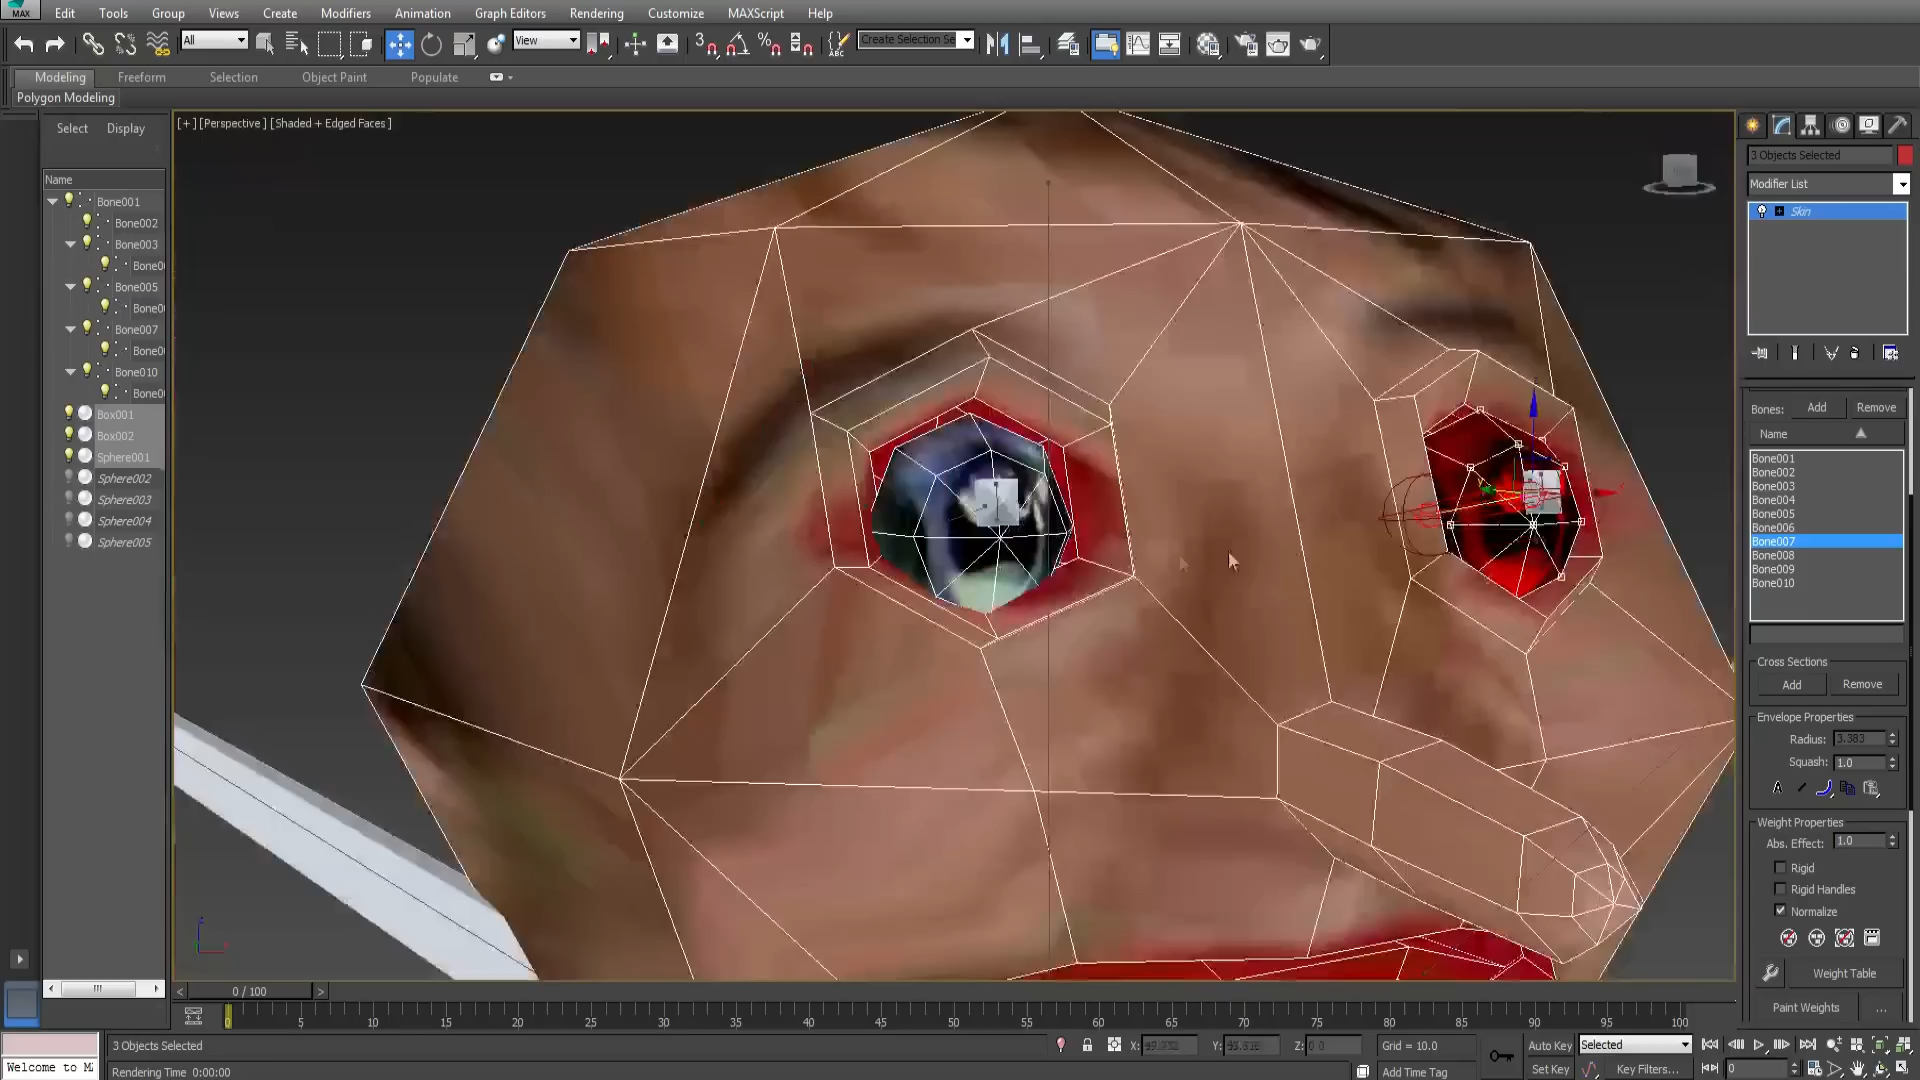 MAX
Edit Tools Group Views Create Modifiers Animation Graph Editors Rendering Customize MAXScript Help
All
View
3
%
ABC
Create Selection Se
Modeling Freeform Selection Object Paint Populate
Polygon Modeling
Select Display
Name
Bone001
Bone002
Bone003
Bone0
Bone005
Bone0
Bone007
Bone0
Bone010
Bone0
Box001
Box002
Sphere001
Sphere002
Sphere003
Sphere004
Sphere005
[+] [Perspective] [Shaded + Edged Faces]
3 Objects Selected
Modifier List
Skin
Bones: Add Remove
Name
Bone001
Bone002
Bone003
Bone004
Bone005
Bone006
Bone007
Bone008
Bone009
Bone010
Cross Sections
Add Remove
Envelope Properties
Radius: 3.383
Squash: 1.0
A
Weight Properties
Abs. Effect: 1.0
Rigid
Rigid Handles
Normalize
Weight Table
Paint Weights ...
< 0 / 100 >
0 5 10 15 20 25 30 35 40 45 50 55 60 65 70 75 80 85 90 95 100
3 Objects Selected
X: Y: Z: Grid = 10.0
Auto Key Selected
Welcome to M
Rendering Time 0:00:00
Add Time Tag
Set Key Key Filters...
0